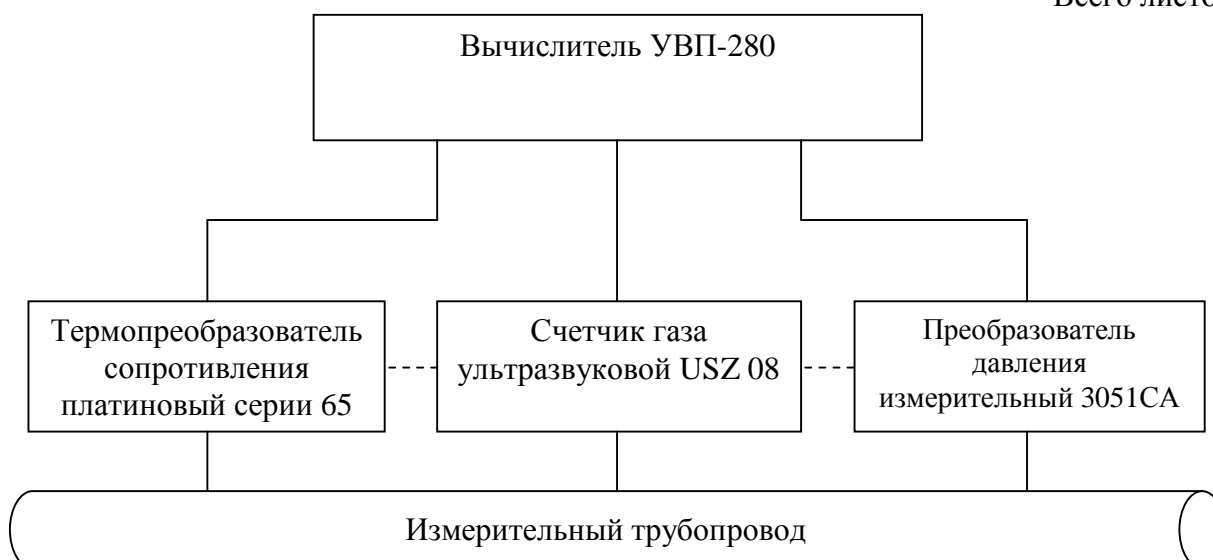 Вычислитель УВП-280
Термопреобразователь
сопротивления
платиновый серии 65
Счетчик газа
ультразвуковой USZ 08
Преобразователь
давления
измерительный 3051CA
Измерительный трубопровод